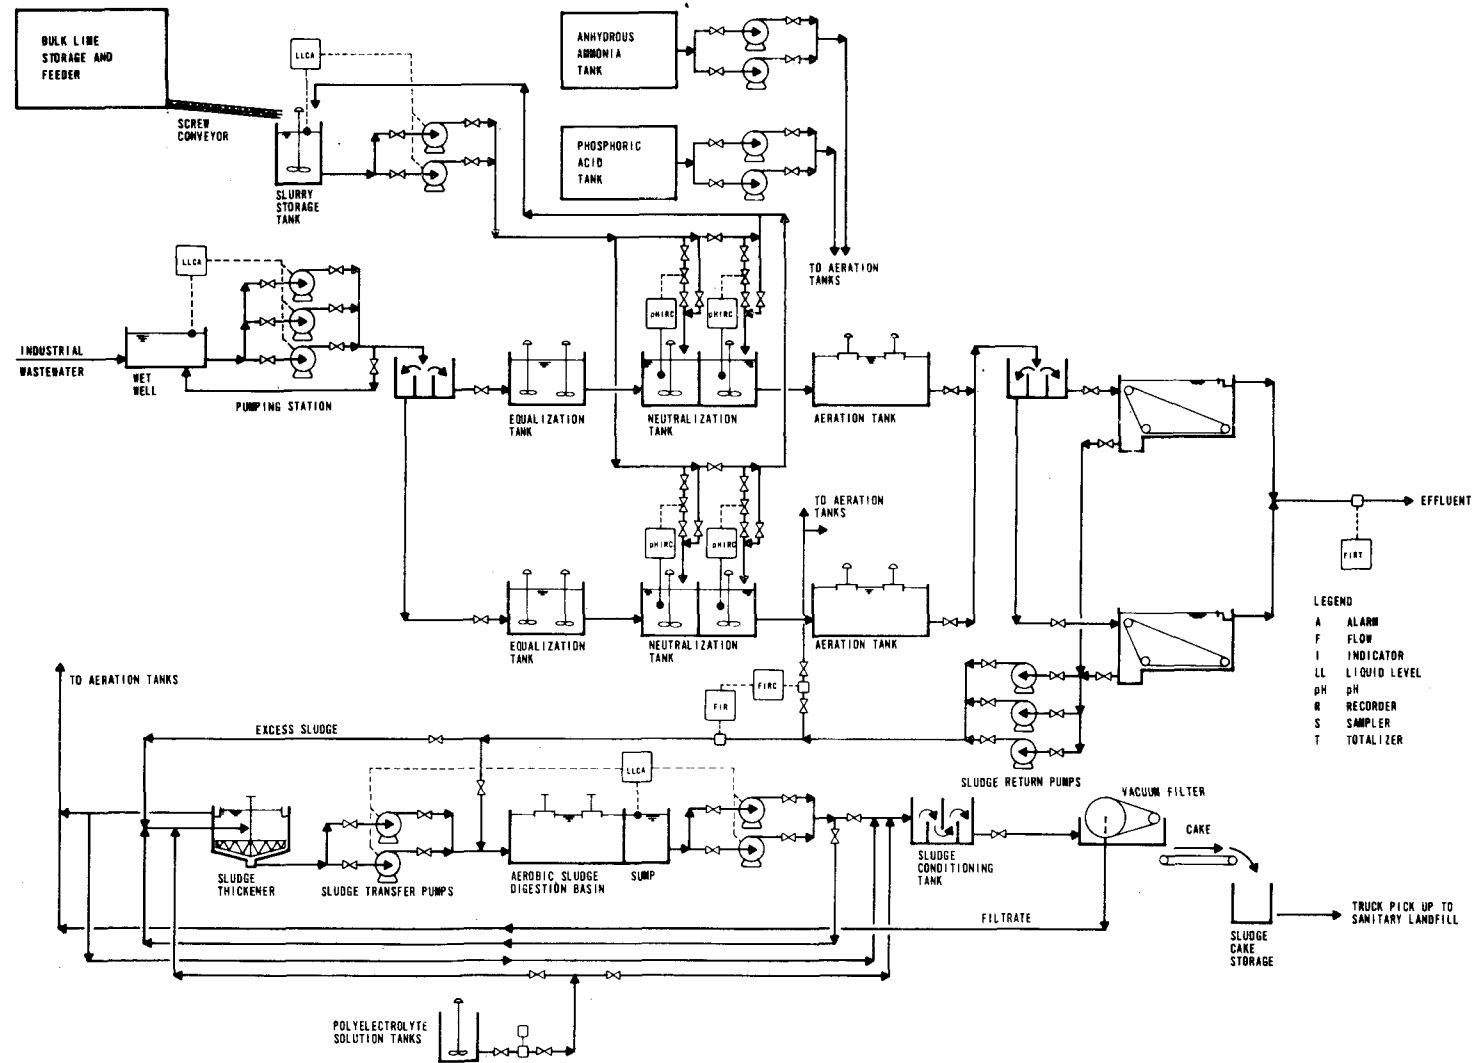 BULK LIME
STORAGE AND
FEEDER
LLCA
ANHYDROUS
AMMONIA
TANK
SCREW
CONVEYOR
PHOSPHORIC
ACID
TANK
SLURRY
STORAGE
TANK
LLCA
TO AERATION
TANKS
pHIRC
pHIRC
INDUSTRIAL
WASTEWATER
WET
WELL
PUMPING STATION
EQUALIZATION
TANK
NEUTRALIZATION
TANK
AERATION TANK
TO AERATION
TANKS
EFFLUENT
pHIRC
pHIRC
FIRT
EQUALIZATION
TANK
NEUTRALIZATION
TANK
AERATION TANK
LEGEND
A ALARM
F FLOW
I INDICATOR
LL LIQUID LEVEL
pH pH
R RECORDER
S SAMPLER
T TOTALIZER
TO AERATION TANKS
FIRC
FIR
EXCESS SLUDGE
LLCA
SLUDGE RETURN PUMPS
VACUUM FILTER
CAKE
SLUDGE
THICKENER
SLUDGE TRANSFER PUMPS
AEROBIC SLUDGE
DIGESTION BASIN
SUMP
SLUDGE
CONDITIONING
TANK
FILTRATE
TRUCK PICK UP TO
SANITARY LANDFILL
SLUDGE
CAKE
STORAGE
POLYELECTROLYTE
SOLUTION TANKS